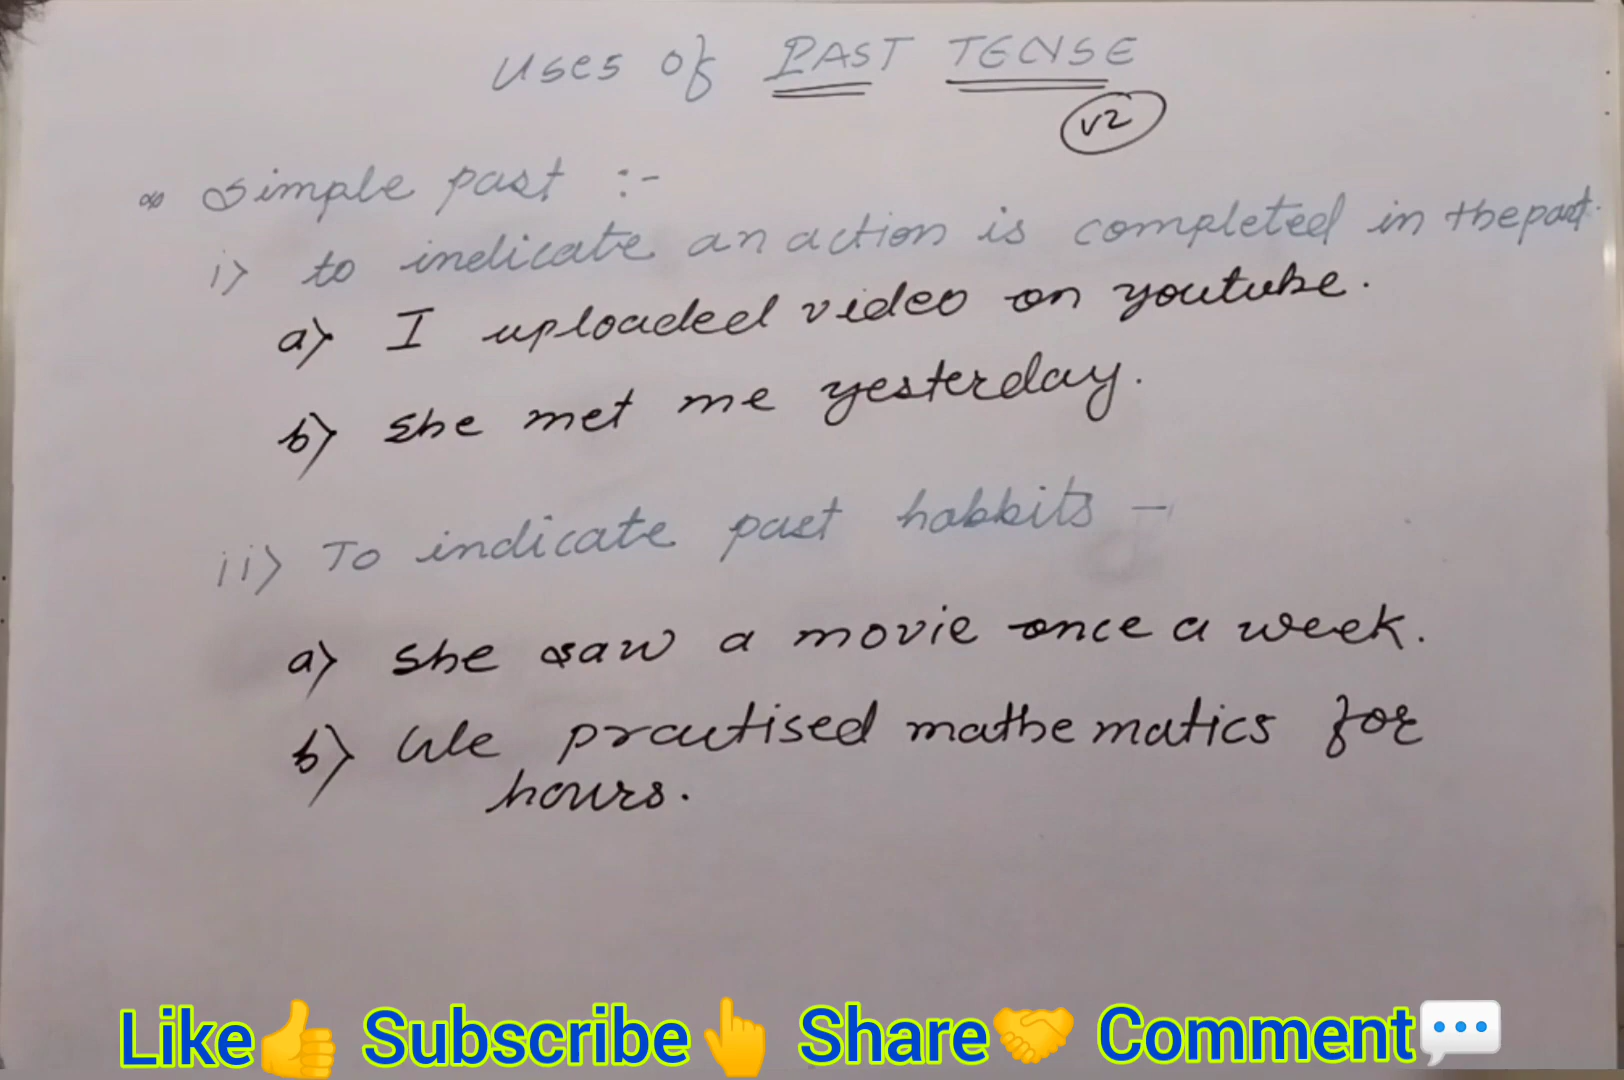 Uses of PAST TENSE
V2
Simple past :-
i) to indicate an action is completed in the past.
a) I uploaded video on youtube.
b) She met me yesterday.
ii) To indicate past habbits -
a) She saw a movie once a week.
b) We practised mathematics for
hours.
Like👍 Subscribe👆 Share🤝 Comment💬